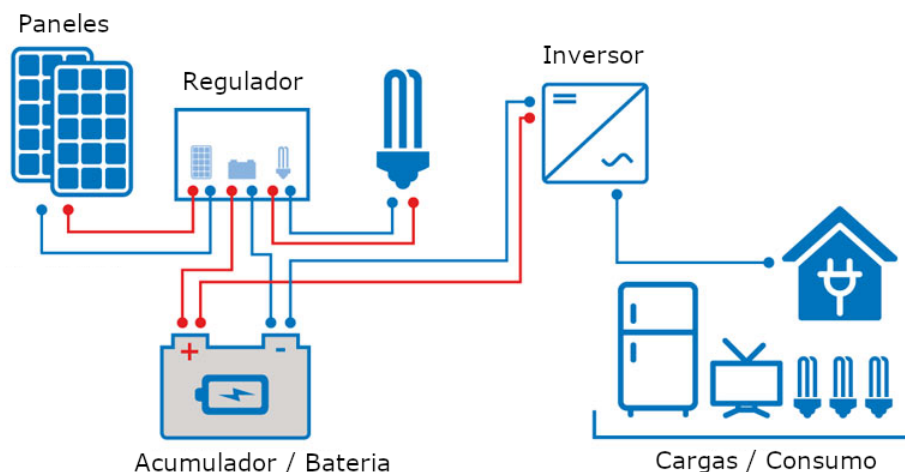 Paneles
Regulador
Inversor
+
-
Acumulador / Bateria
Cargas / Consumo